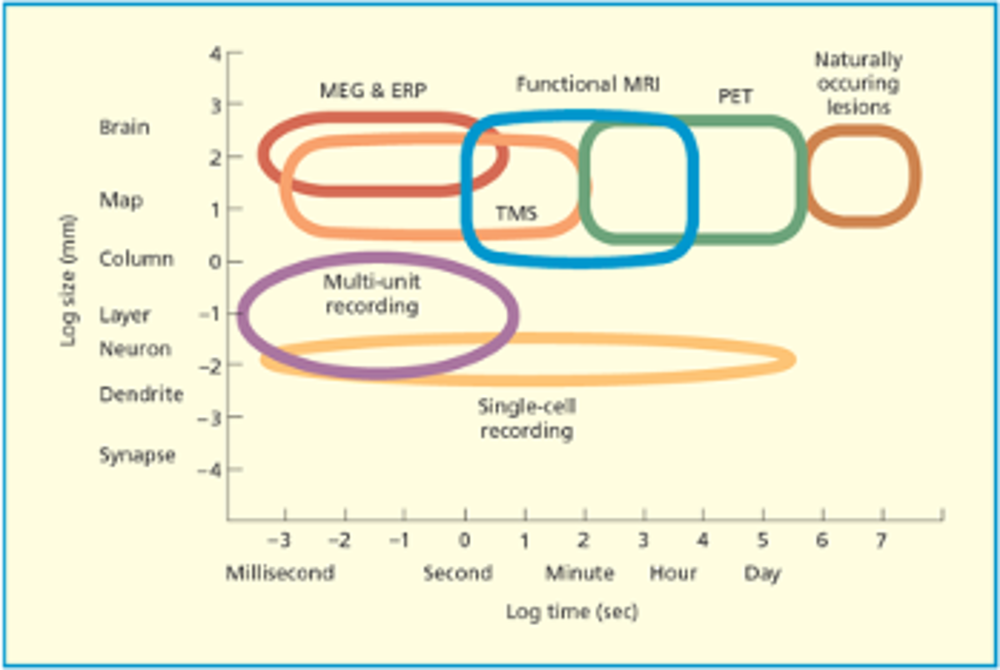 4
3
2
1
0
−1
−2
−3
−4
Brain
Map
Column
Layer
Neuron
Dendrite
Synapse
Log size (mm)
MEG & ERP
Functional MRI
PET
Naturally
occuring
lesions
TMS
Multi-unit
recording
Single-cell
recording
−3 −2 −1 0 1 2 3 4 5 6 7
Millisecond Second Minute Hour Day
Log time (sec)